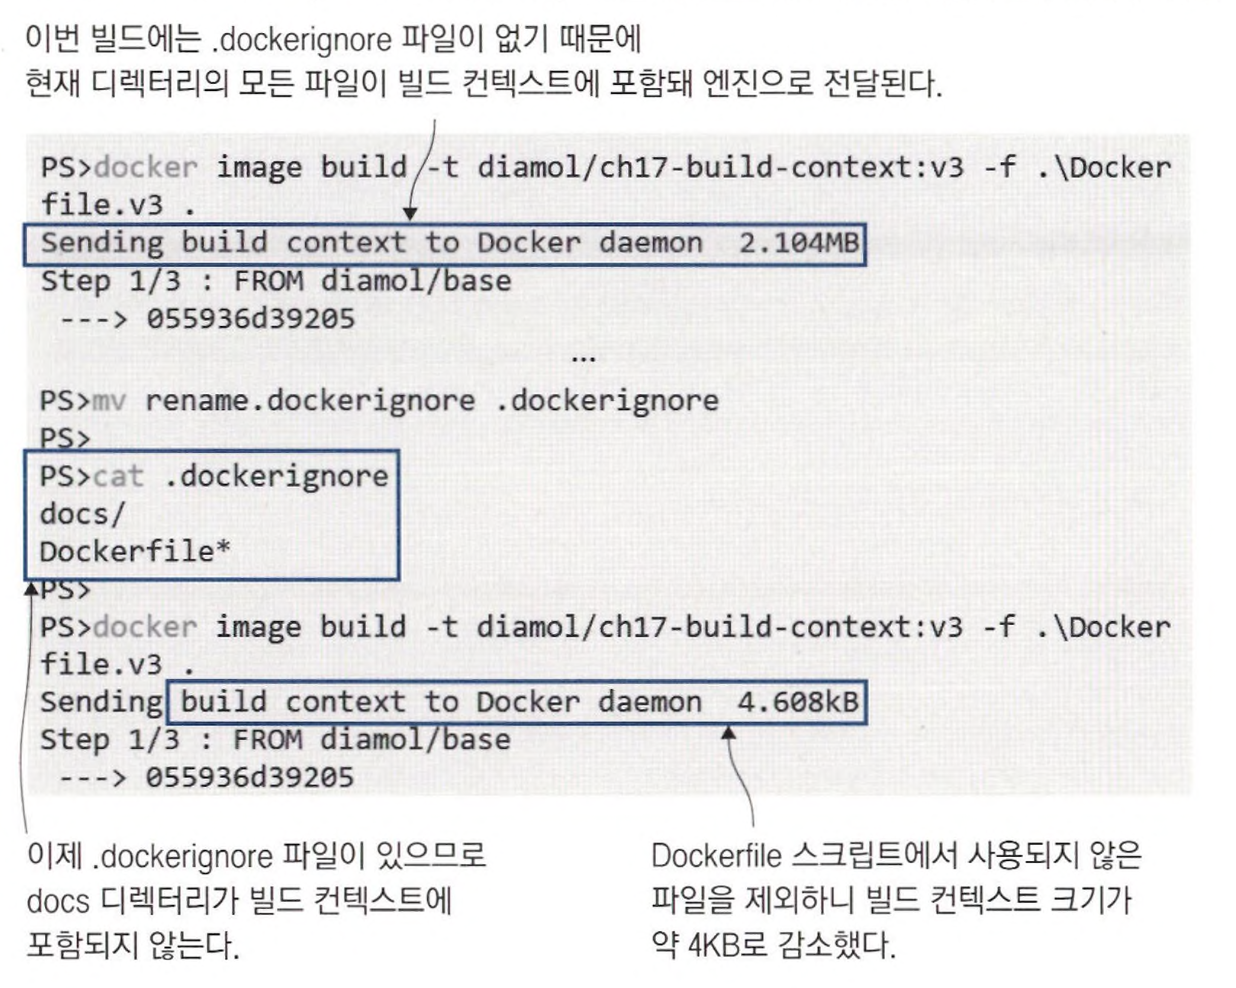 이번 빌드에는 .dockerignore 파일이 없기 때문에
현재 디렉터리의 모든 파일이 빌드 컨텍스트에 포함돼 엔진으로 전달된다.
PS>docker image build -t diamol/ch17-build-context:v3 -f .\Docker
file.v3 .
Sending build context to Docker daemon 2.104MB
Step 1/3 : FROM diamol/base
---> 055936d39205
...
PS>mv rename.dockerignore .dockerignore
PS>
PS>cat .dockerignore
docs/
Dockerfile*
PS>
PS>docker image build -t diamol/ch17-build-context:v3 -f .\Docker
file.v3 .
Sending build context to Docker daemon 4.608kB
Step 1/3 : FROM diamol/base
---> 055936d39205
이제 .dockerignore 파일이 있으므로
docs 디렉터리가 빌드 컨텍스트에
포함되지 않는다.
Dockerfile 스크립트에서 사용되지 않은
파일을 제외하니 빌드 컨텍스트 크기가
약 4KB로 감소했다.